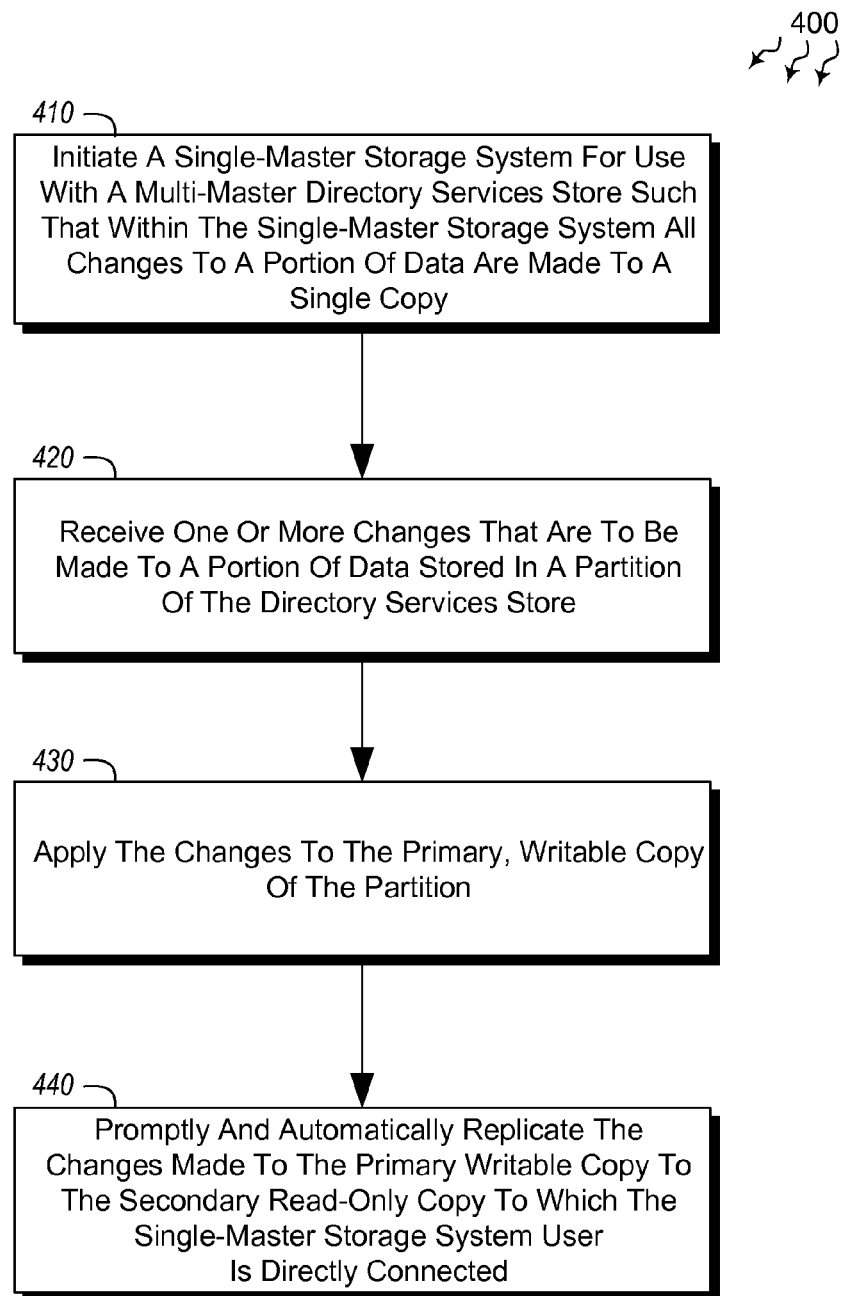 400
410
Initiate A Single-Master Storage System For Use
With A Multi-Master Directory Services Store Such
That Within The Single-Master Storage System All
Changes To A Portion Of Data Are Made To A
Single Copy
420
Receive One Or More Changes That Are To Be
Made To A Portion Of Data Stored In A Partition
Of The Directory Services Store
430
Apply The Changes To The Primary, Writable Copy
Of The Partition
440
Promptly And Automatically Replicate The
Changes Made To The Primary Writable Copy To
The Secondary Read-Only Copy To Which The
Single-Master Storage System User
Is Directly Connected